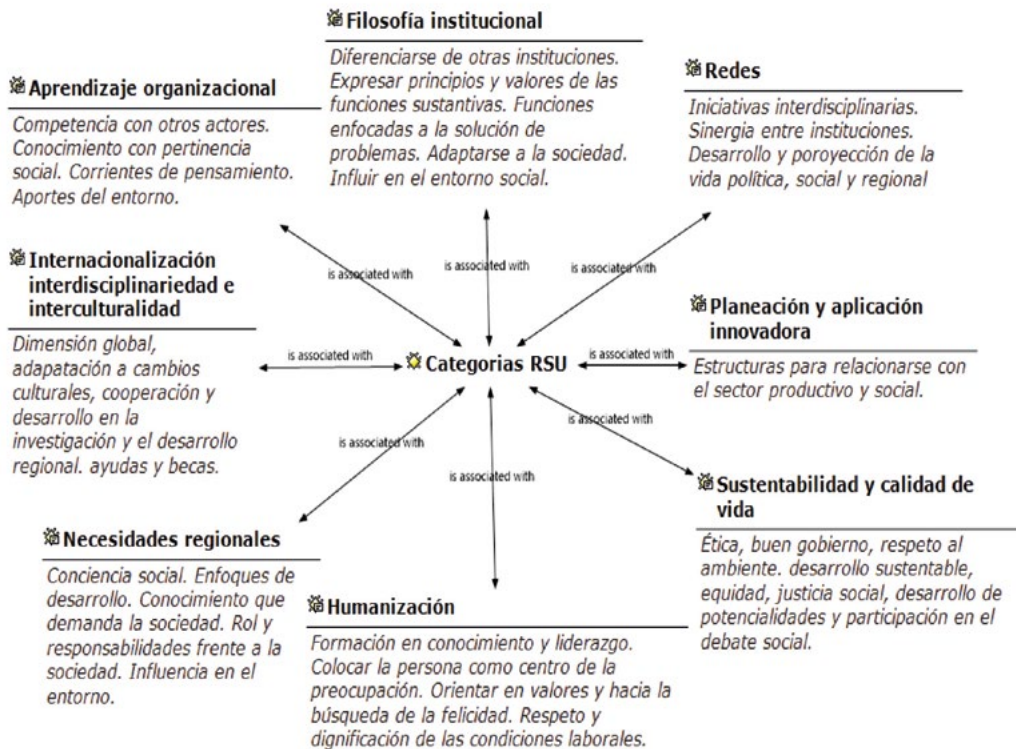 Filosofía institucional
Diferenciarse de otras instituciones.
Expresar principios y valores de las
funciones sustantivas. Funciones
enfocadas a la solución de
problemas. Adaptarse a la sociedad.
Influir en el entorno social.
Aprendizaje organizacional
Competencia con otros actores.
Conocimiento con pertinencia
social. Corrientes de pensamiento.
Aportes del entorno.
Redes
Iniciativas interdisciplinarias.
Sinergia entre instituciones.
Desarrollo y poroyección de la
vida política, social y regional
is associated with
is associated with
is associated with
Internacionalización
interdisciplinariedad e
interculturalidad
Dimensión global,
adapatación a cambios
culturales, cooperación y
desarrollo en la
investigación y el desarrollo
regional. ayudas y becas.
is associated with
Categorias RSU
is associated with
Planeación y aplicación
innovadora
Estructuras para relacionarse con
el sector productivo y social.
is associated with
is associated with
is associated with
Sustentabilidad y calidad de
vida
Ética, buen gobierno, respeto al
ambiente. desarrollo sustentable,
equidad, justicia social, desarrollo de
potencialidades y participación en el
debate social.
Necesidades regionales
Conciencia social. Enfoques de
desarrollo. Conocimiento que
demanda la sociedad. Rol y
responsabilidades frente a la
sociedad. Influencia en el
entorno.
Humanización
Formación en conocimiento y liderazgo.
Colocar la persona como centro de la
preocupación. Orientar en valores y hacia la
búsqueda de la felicidad. Respeto y
dignificación de las condiciones laborales.